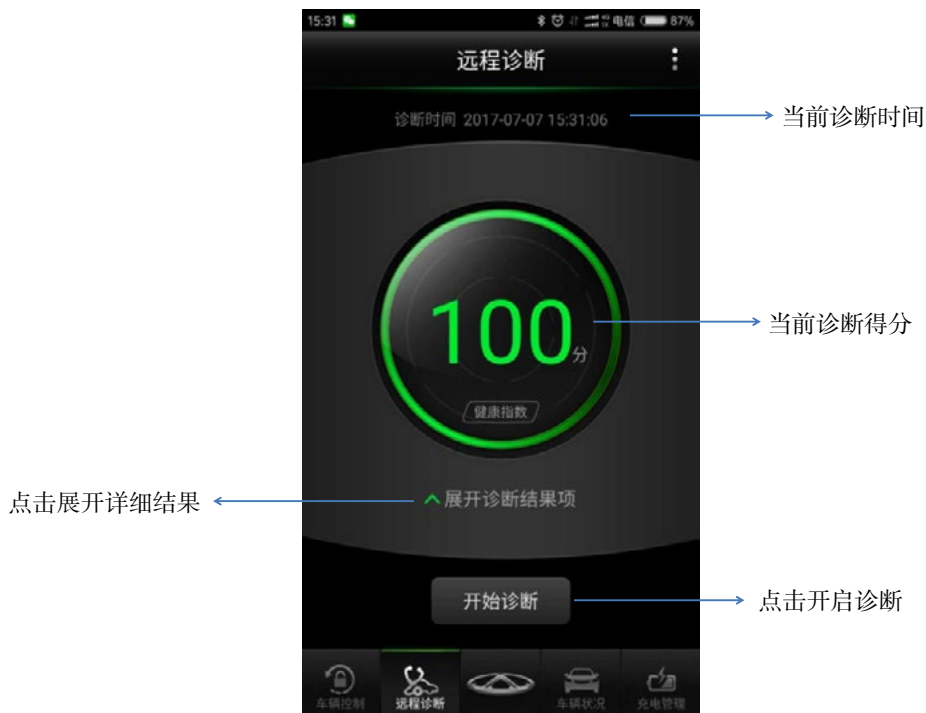 15:31 电信 87%
远程诊断
诊断时间 2017-07-07 15:31:06
当前诊断时间
100分
当前诊断得分
健康指数
点击展开详细结果
展开诊断结果项
开始诊断
点击开启诊断
车辆控制 远程诊断 车辆状况 充电管理